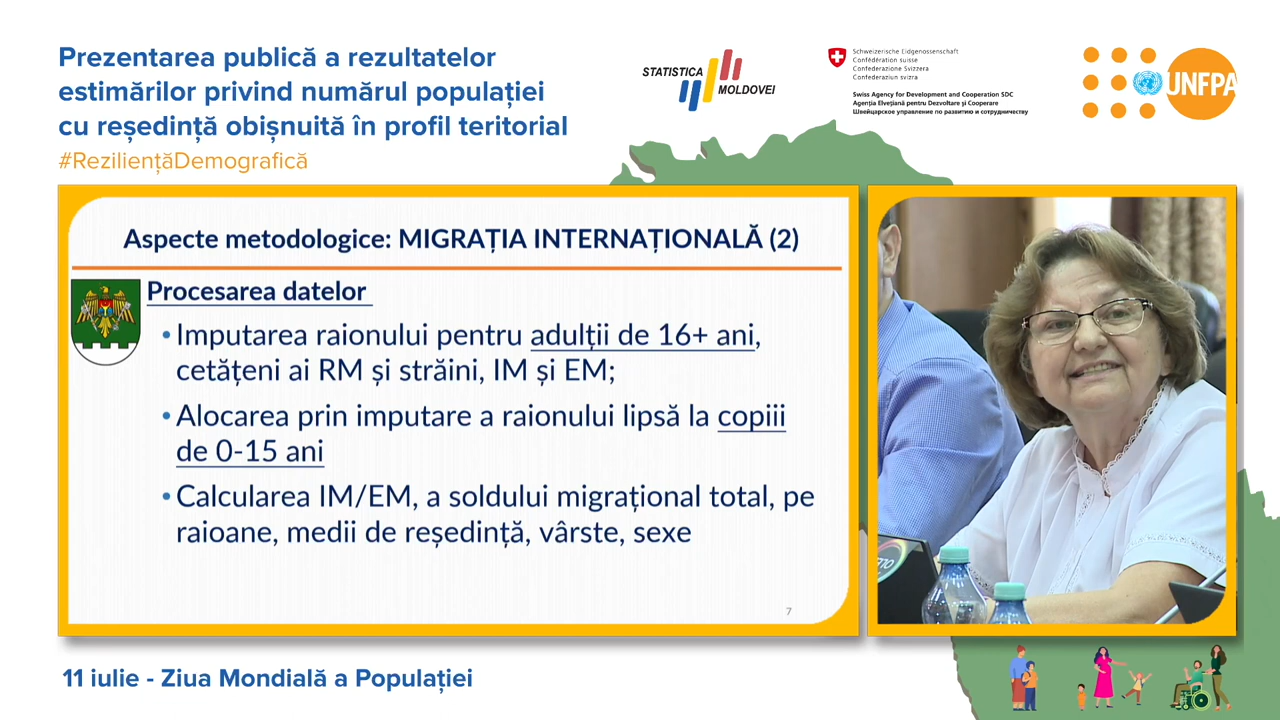 Prezentarea publică a rezultatelor
estimărilor privind numărul populației
cu reședință obișnuită în profil teritorial
#ReziliențăDemografică
STATISTICA
MOLDOVEI
Schweizerische Eidgenossenschaft
Confédération suisse
Confederazione Svizzera
Confederaziun svizra
Swiss Agency for Development and Cooperation SDC
Agenția Elvețiană pentru Dezvoltare și Cooperare
Швейцарское управление по развитию и сотрудничеству
UNFPA
Aspecte metodologice: MIGRAȚIA INTERNAȚIONALĂ (2)
Procesarea datelor
•Imputarea raionului pentru adulții de 16+ ani,
cetățeni ai RM și străini, IM și EM;
•Alocarea prin imputare a raionului lipsă la copiii
de 0-15 ani
•Calcularea IM/EM, a soldului migrațional total, pe
raioane, medii de reședință, vârste, sexe
7
11 iulie - Ziua Mondială a Populației